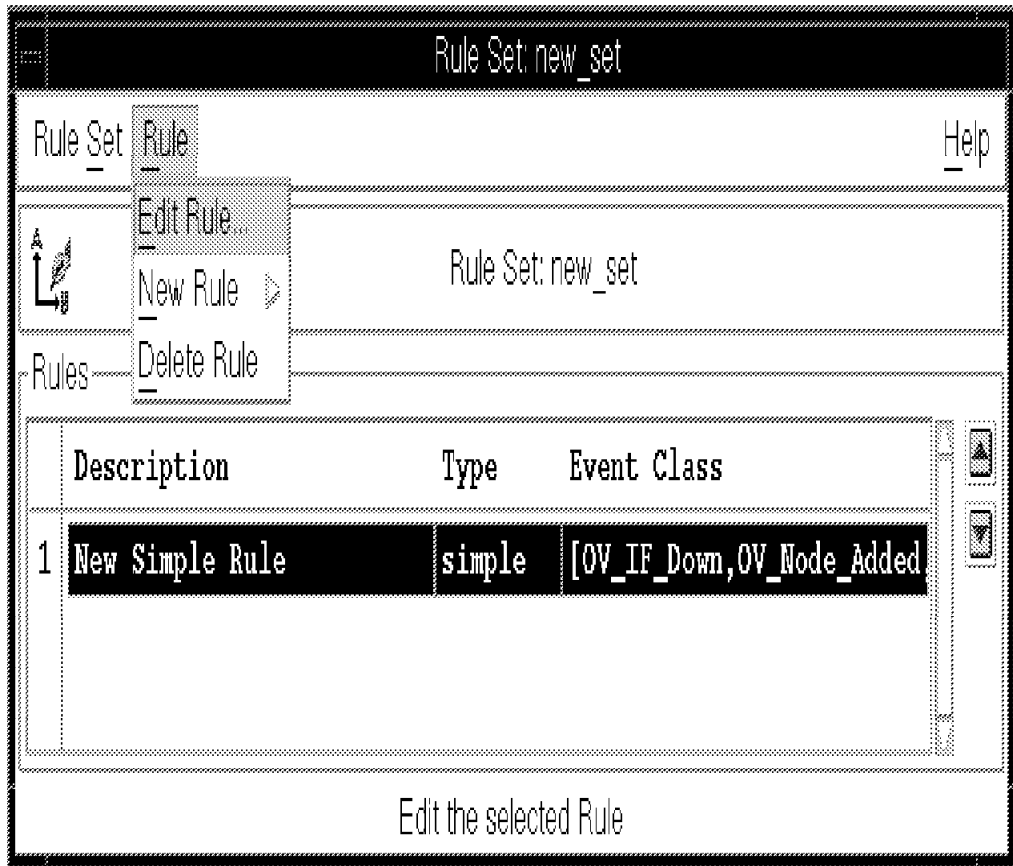 Rule Set: new_set
Rule Set Rule Help
Edit Rule...
New Rule
Delete Rule
Rule Set: new_set
Rules
Description Type Event Class
1 New Simple Rule simple [OV_IF_Down,OV_Node_Added,
Edit the selected Rule